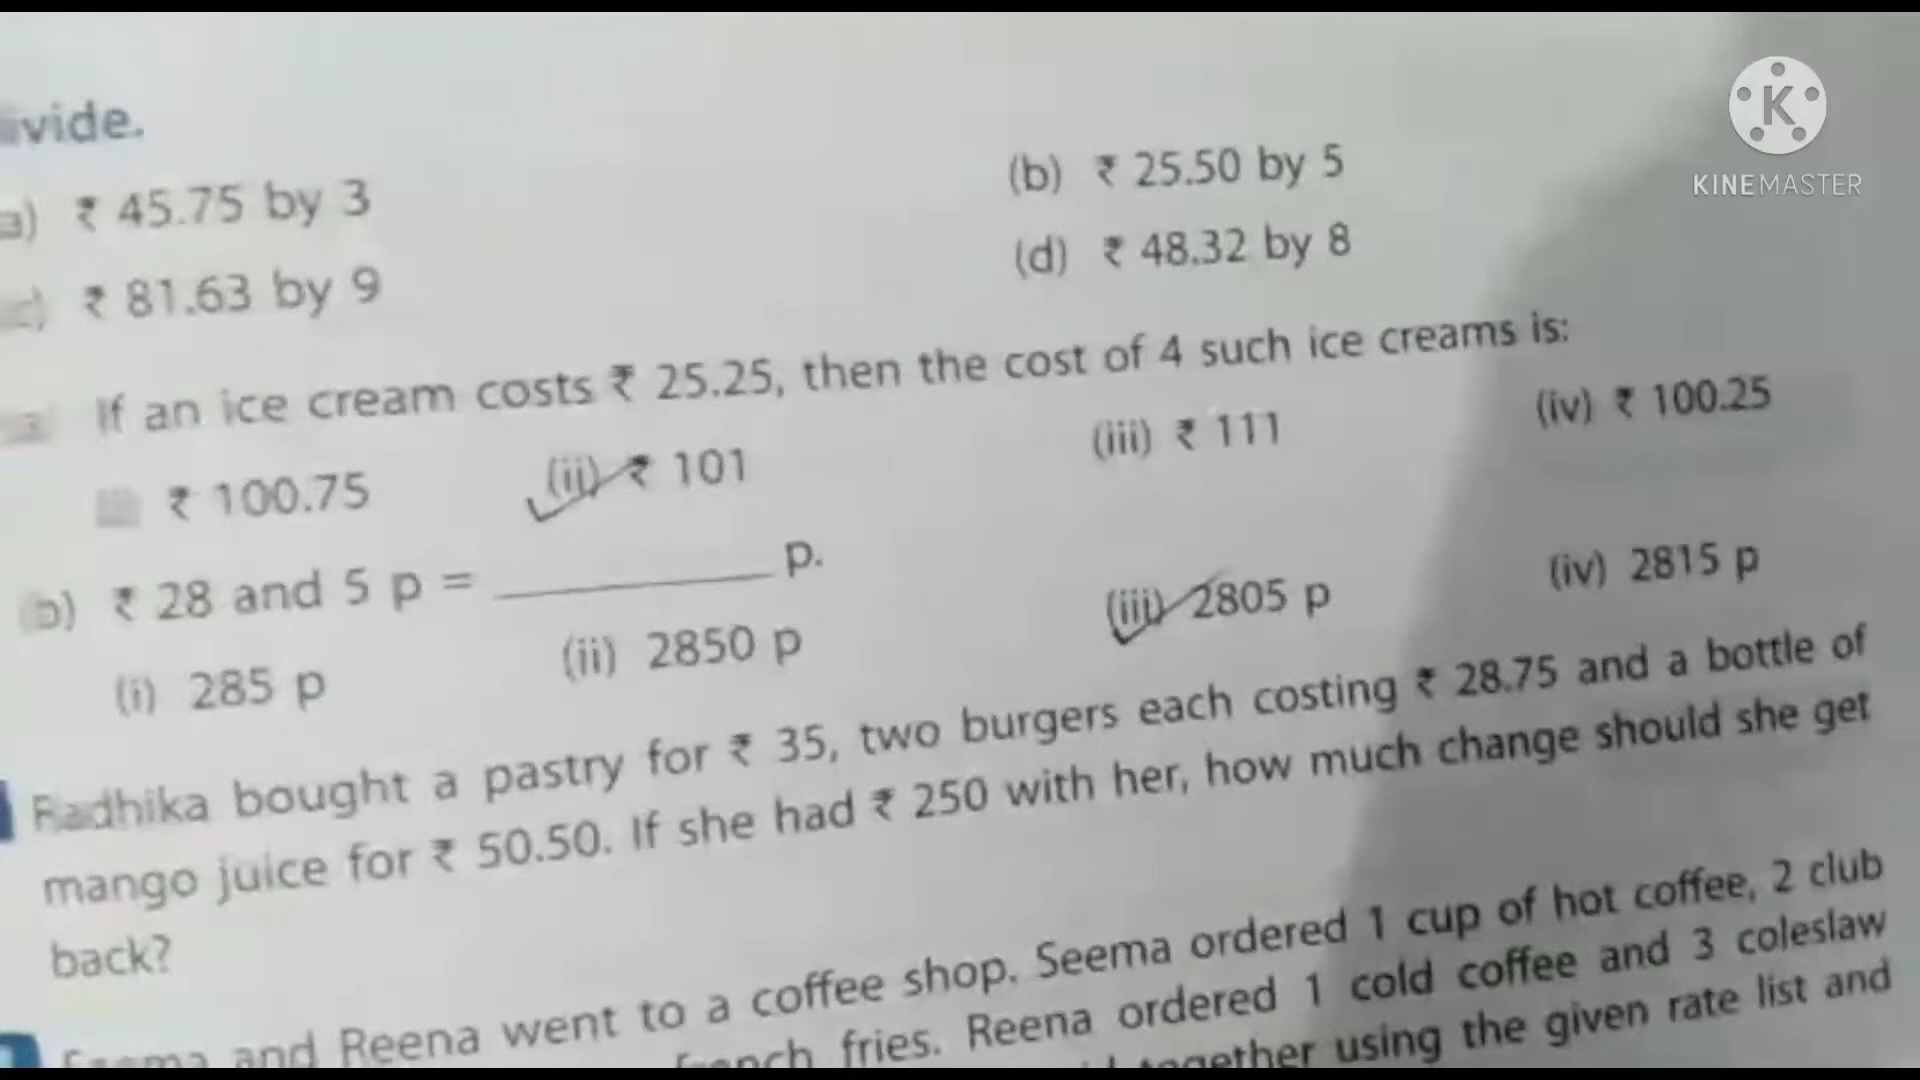 KINEMASTER
vide.
₹ 45.75 by 3
(b) ₹ 25.50 by 5
₹ 81.63 by 9
(d) ₹ 48.32 by 8
If an ice cream costs ₹ 25.25, then the cost of 4 such ice creams is:
₹ 100.75 (ii) ₹ 101 (iii) ₹ 111 (iv) ₹ 100.25
b) ₹ 28 and 5 p = ____________ p.
(i) 285 p (ii) 2850 p (iii) 2805 p (iv) 2815 p
Radhika bought a pastry for ₹ 35, two burgers each costing ₹ 28.75 and a bottle of
mango juice for ₹ 50.50. If she had ₹ 250 with her, how much change should she get
back?
Seema and Reena went to a coffee shop. Seema ordered 1 cup of hot coffee, 2 club
french fries. Reena ordered 1 cold coffee and 3 coleslaw
together using the given rate list and